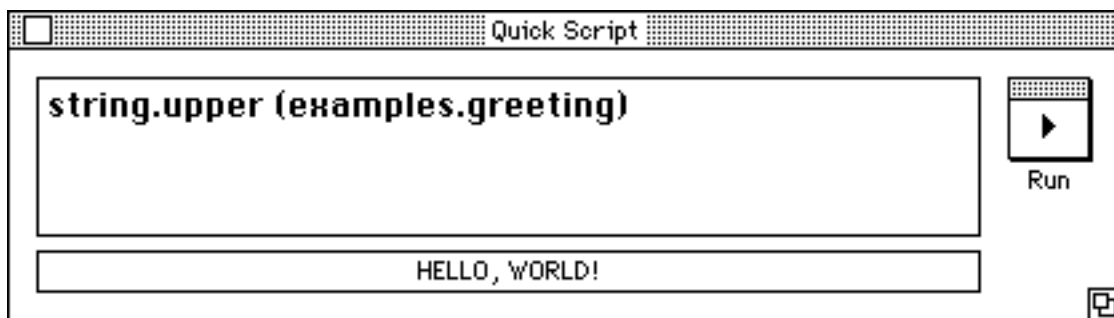 Quick Script
string.upper (examples.greeting)
Run
HELLO, WORLD!